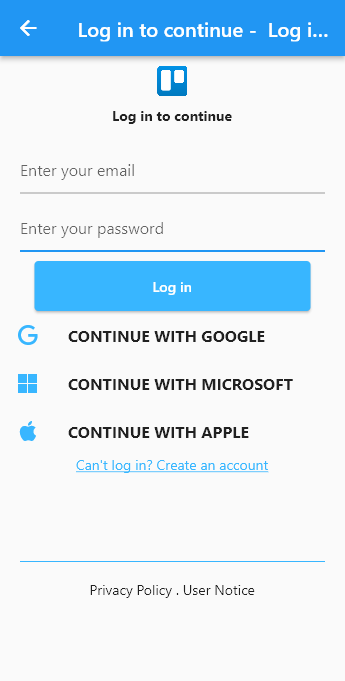 Log in to continue -  Log i...
Log in to continue
Enter your email
Enter your password
Log in
CONTINUE WITH GOOGLE
CONTINUE WITH MICROSOFT
CONTINUE WITH APPLE
Can't log in? Create an account
Privacy Policy . User Notice